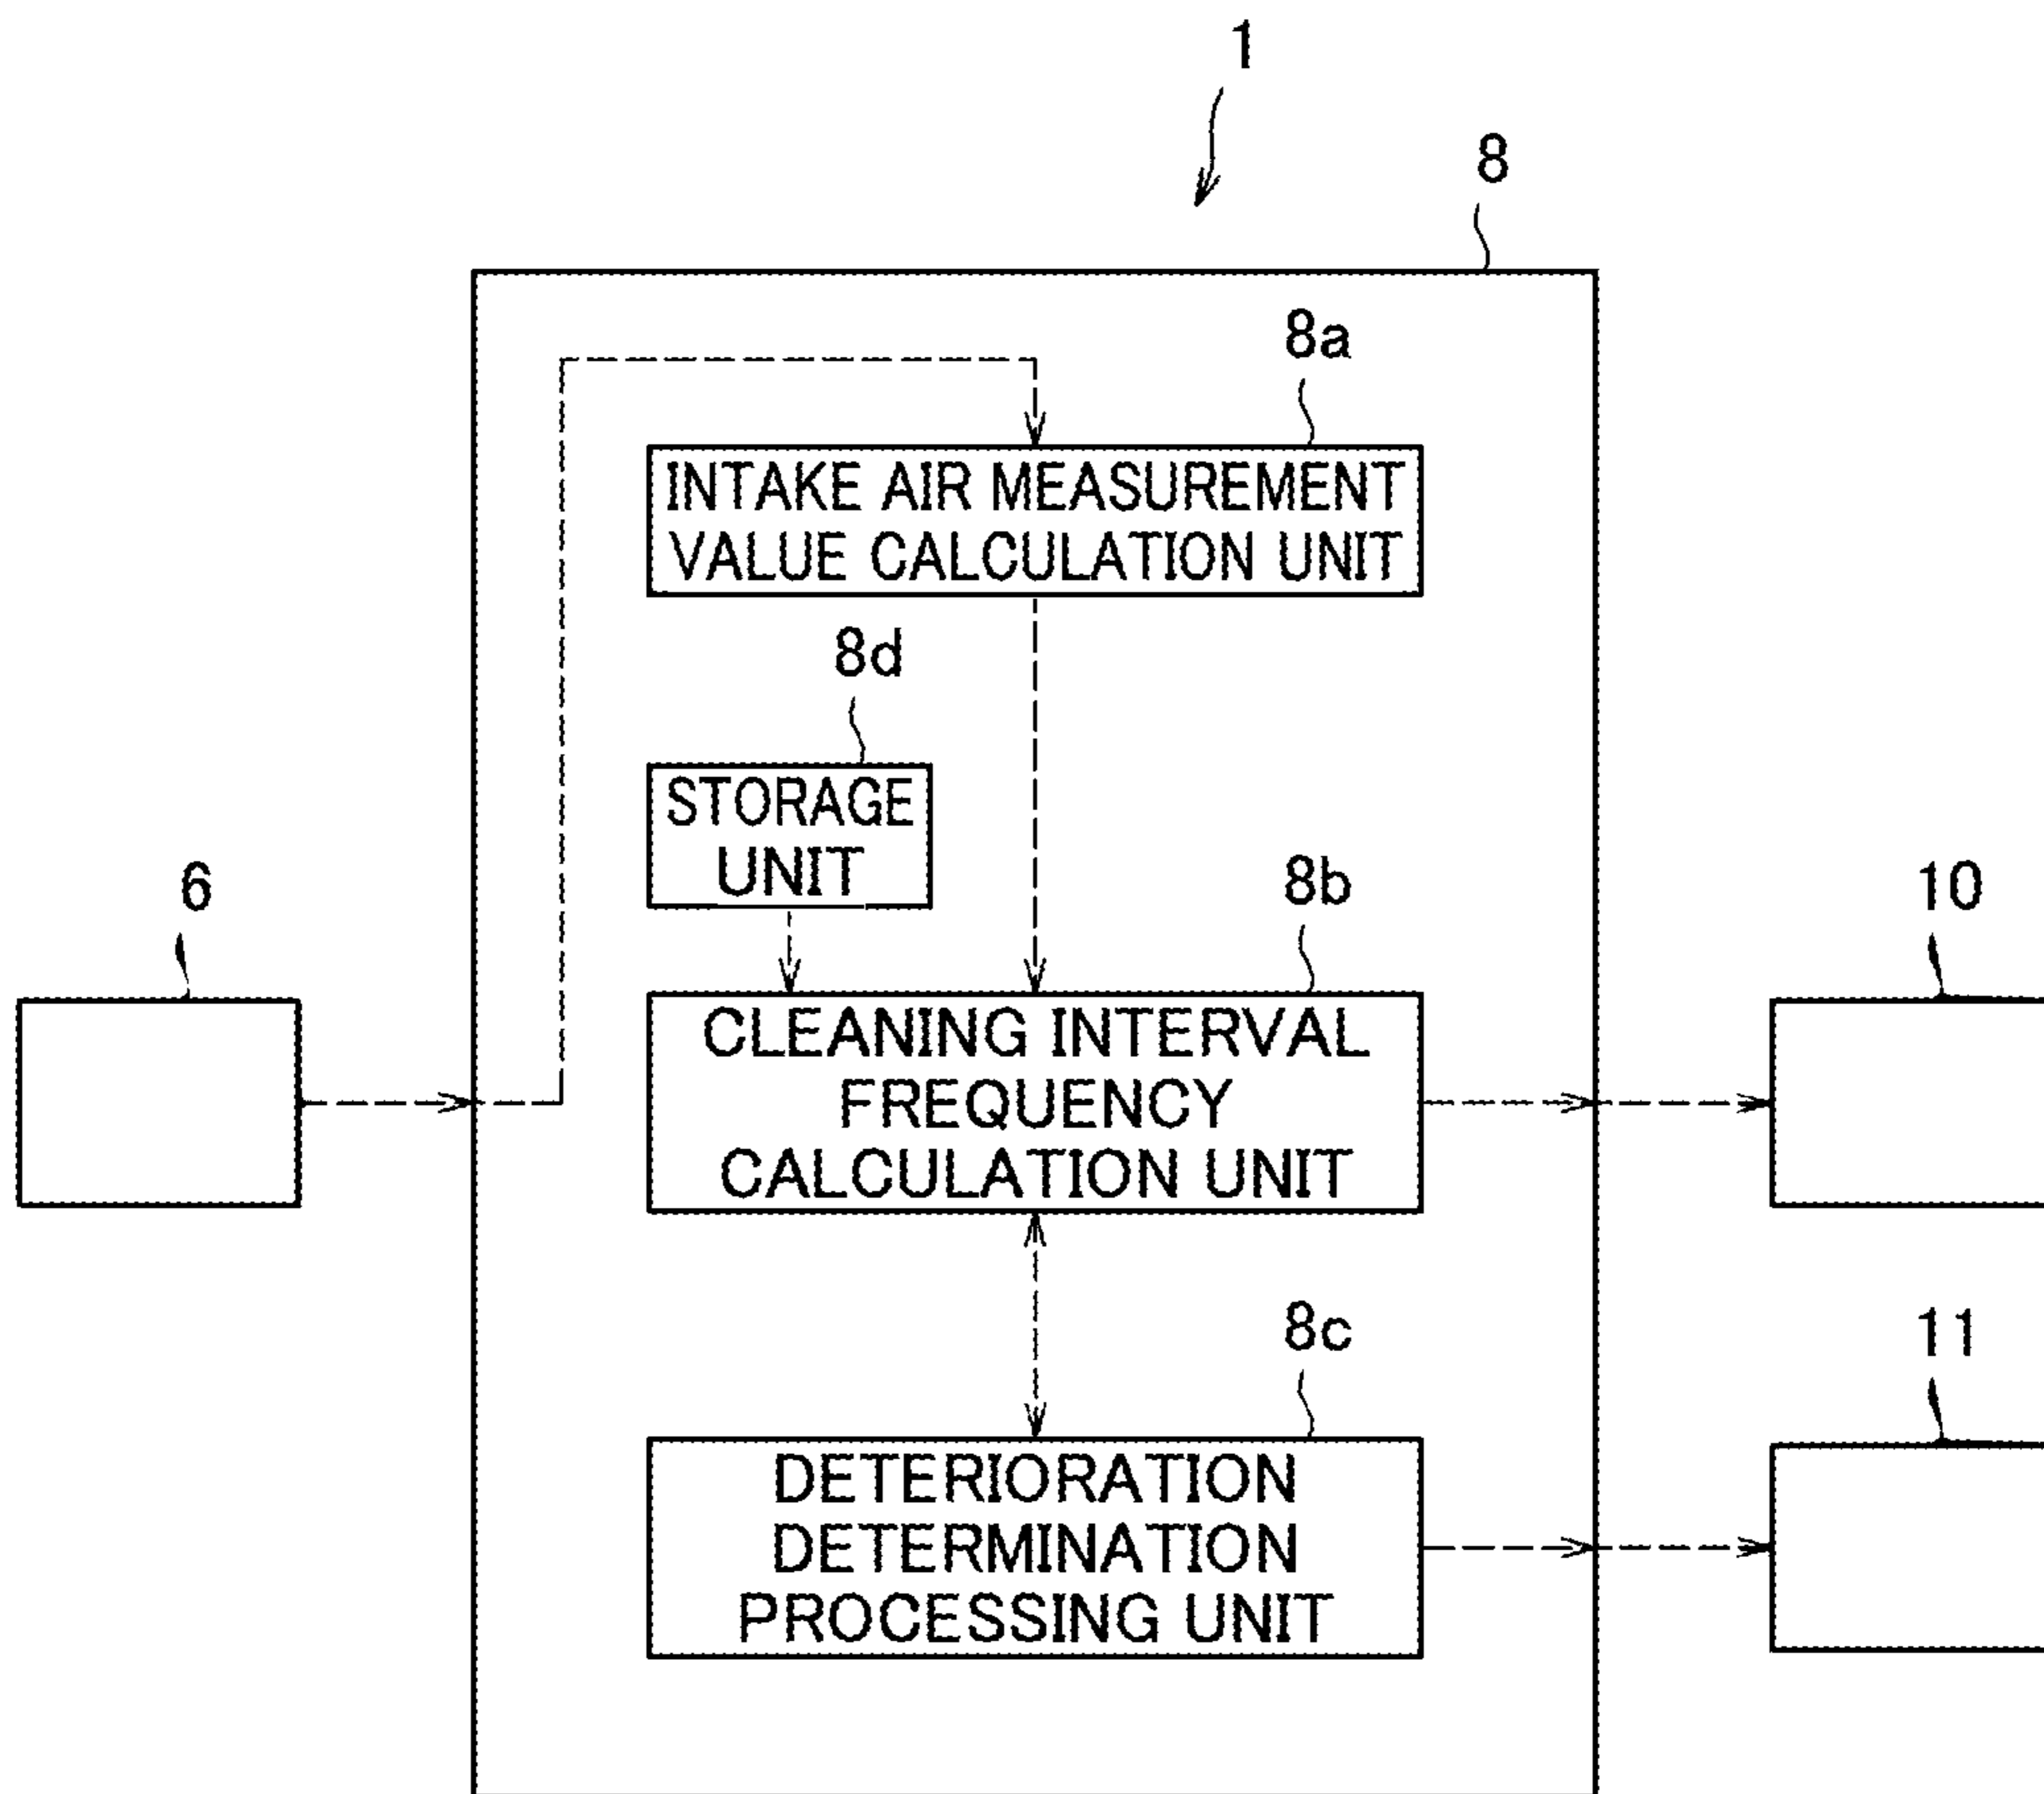 1
8
8a
INTAKE AIR MEASUREMENT
VALUE CALCULATION UNIT
8d
STORAGE
UNIT
6
8b
10
CLEANING INTERVAL
FREQUENCY
CALCULATION UNIT
8c
11
DETERIORATION
DETERMINATION
PROCESSING UNIT